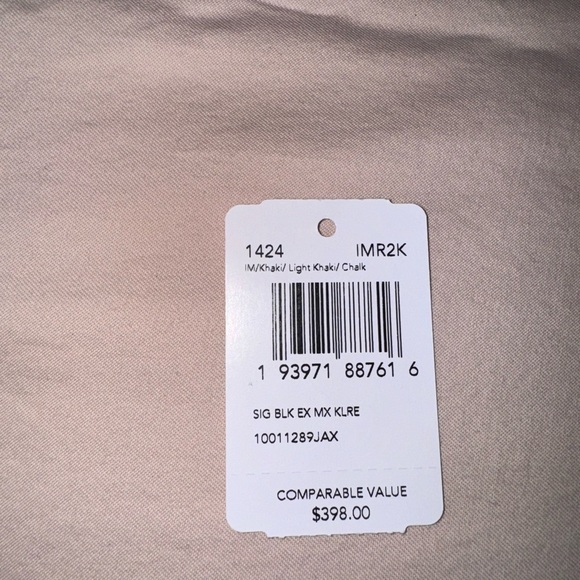 1424 IMR2K
IM/Khaki/ Light Khaki/ Chalk
1 93971 88761 6
SIG BLK EX MX KLRE
10011289JAX
COMPARABLE VALUE
$398.00